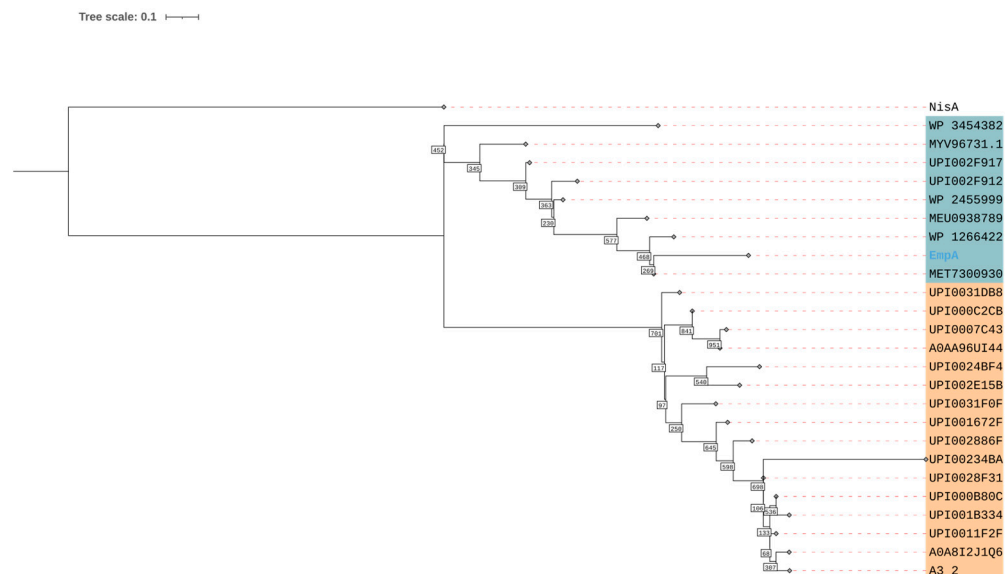 Tree scale: 0.1
NisA
WP 3454382
452
MYV96731.1
345
UPI002F917
389
UPI002F912
363
WP 2455999
230
MEU0938789
577
WP 1266422
468
EmpA
269
MET7300930
UPI0031DB8
UPI000C2CB
841
701
UPI0007C43
951
A0AA96UI44
117
UPI0024BF4
540
UPI002E15B
97
UPI0031F0F
250
UPI001672F
645
UPI002886F
598
UPI00234BA
UPI0028F31
698
UPI000B80C
106
536
UPI001B334
133
UPI0011F2F
68
A0A8I2J1Q6
387
A3 2